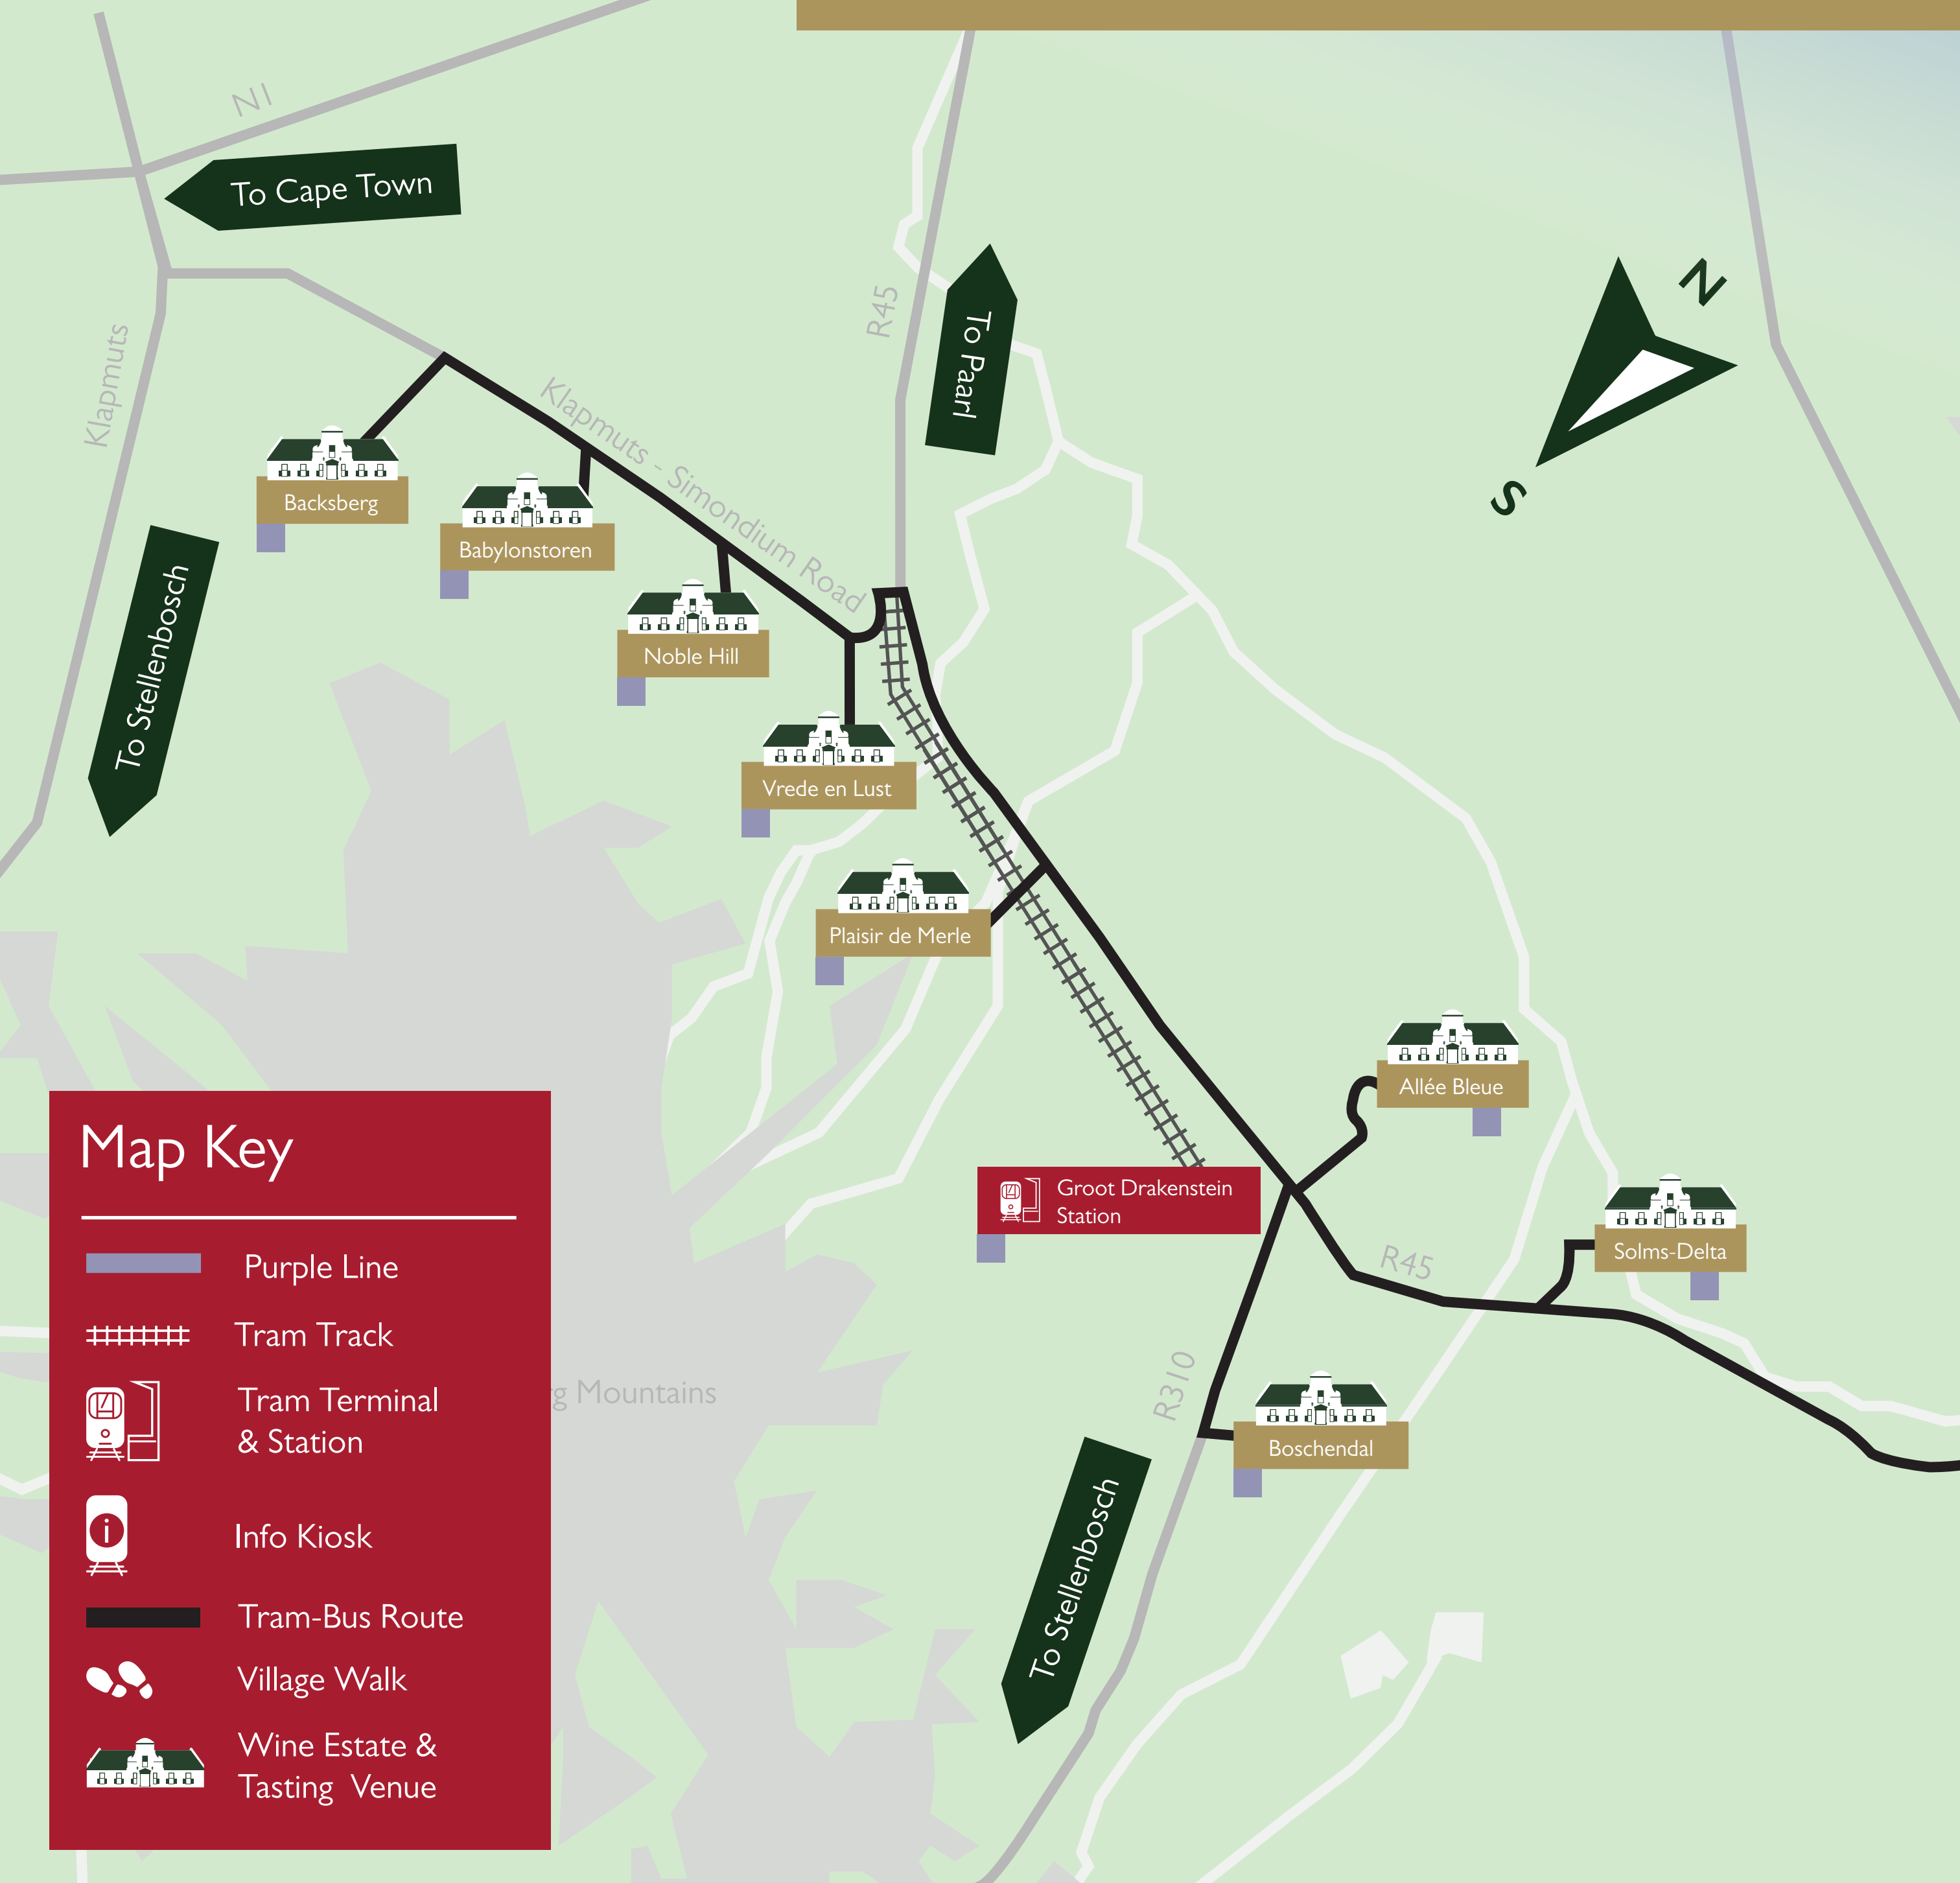 N1
To Cape Town
R45
To Paarl
N
S
Klapmuts
Klapmuts - Simondium Road
Backsberg
Babylonstoren
To Stellenbosch
Noble Hill
Vrede en Lust
Plaisir de Merle
Allée Bleue
Groot Drakenstein
Station
Solms-Delta
R45
R310
Boschendal
To Stellenbosch
Mountains
Map Key
Purple Line
Tram Track
Tram Terminal
& Station
i
Info Kiosk
Tram-Bus Route
Village Walk
Wine Estate &
Tasting Venue